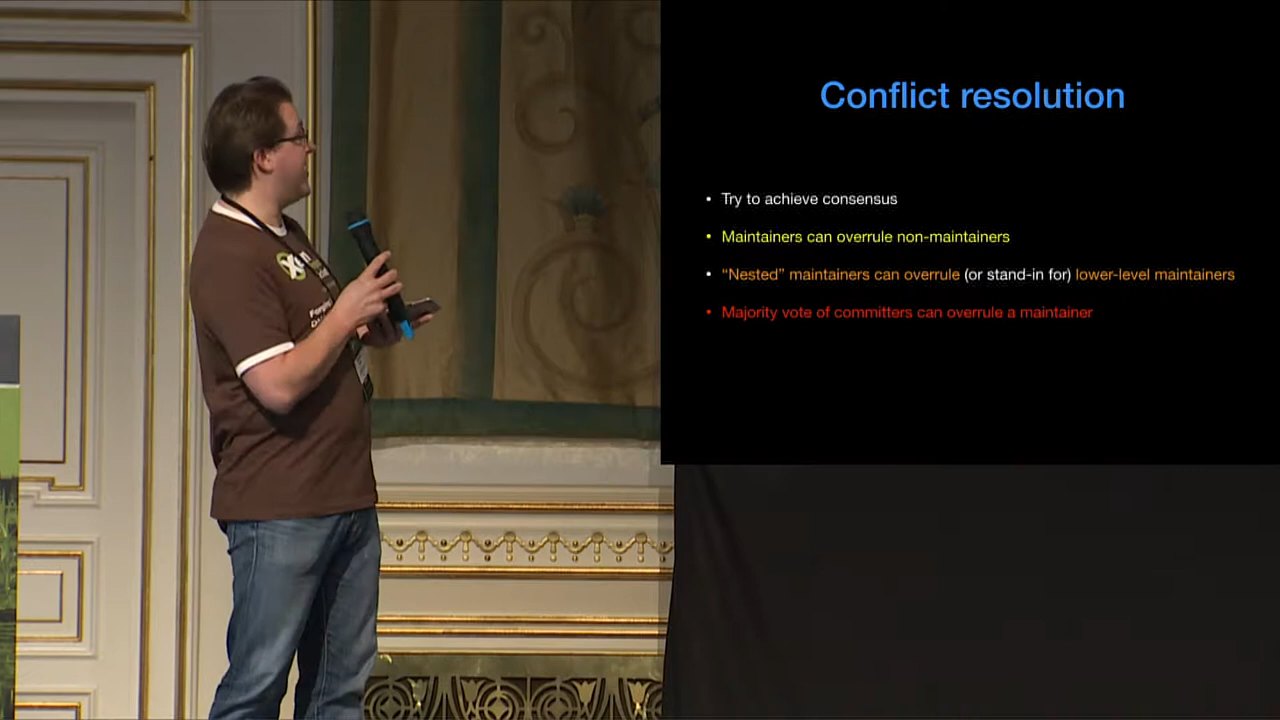 Conflict resolution
• Try to achieve consensus
• Maintainers can overrule non-maintainers
• “Nested” maintainers can overrule (or stand-in for) lower-level maintainers
• Majority vote of committers can overrule a maintainer